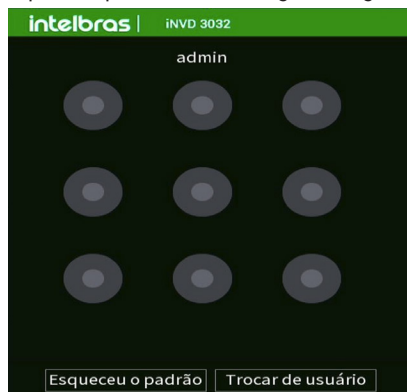 intelbras | iNVD 3032
admin
Esqueceu o padrão Trocar de usuário